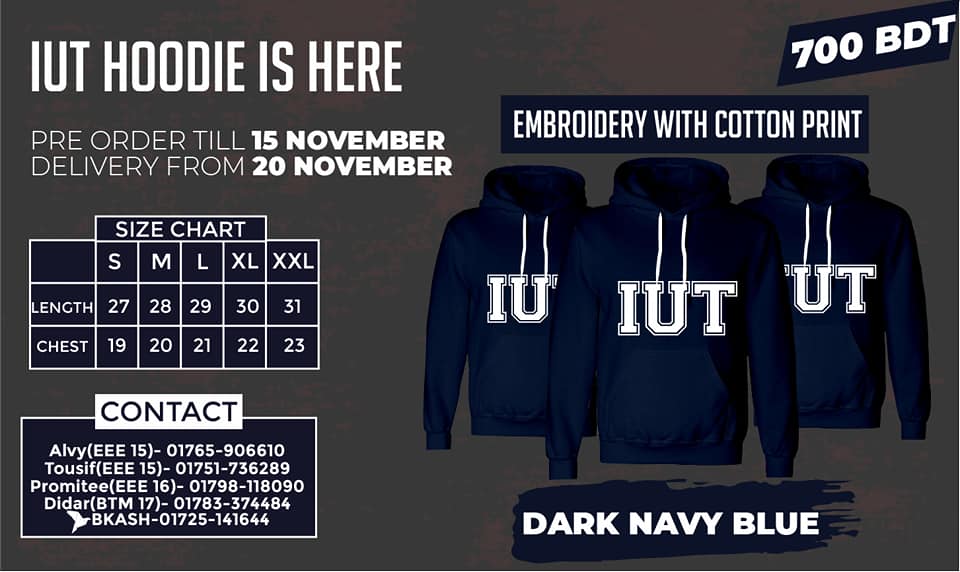 IUT HOODIE IS HERE
PRE ORDER TILL 15 NOVEMBER
DELIVERY FROM 20 NOVEMBER
700 BDT
EMBROIDERY WITH COTTON PRINT
SIZE CHART
S M L XL XXL
LENGTH 27 28 29 30 31
CHEST 19 20 21 22 23
IUT
IUT
IUT
CONTACT
Alvy(EEE 15)- 01765-906610
Tousif(EEE 15)- 01751-736289
Promitee(EEE 16)- 01798-118090
Didar(BTM 17)- 01783-374484
BKASH-01725-141644
DARK NAVY BLUE